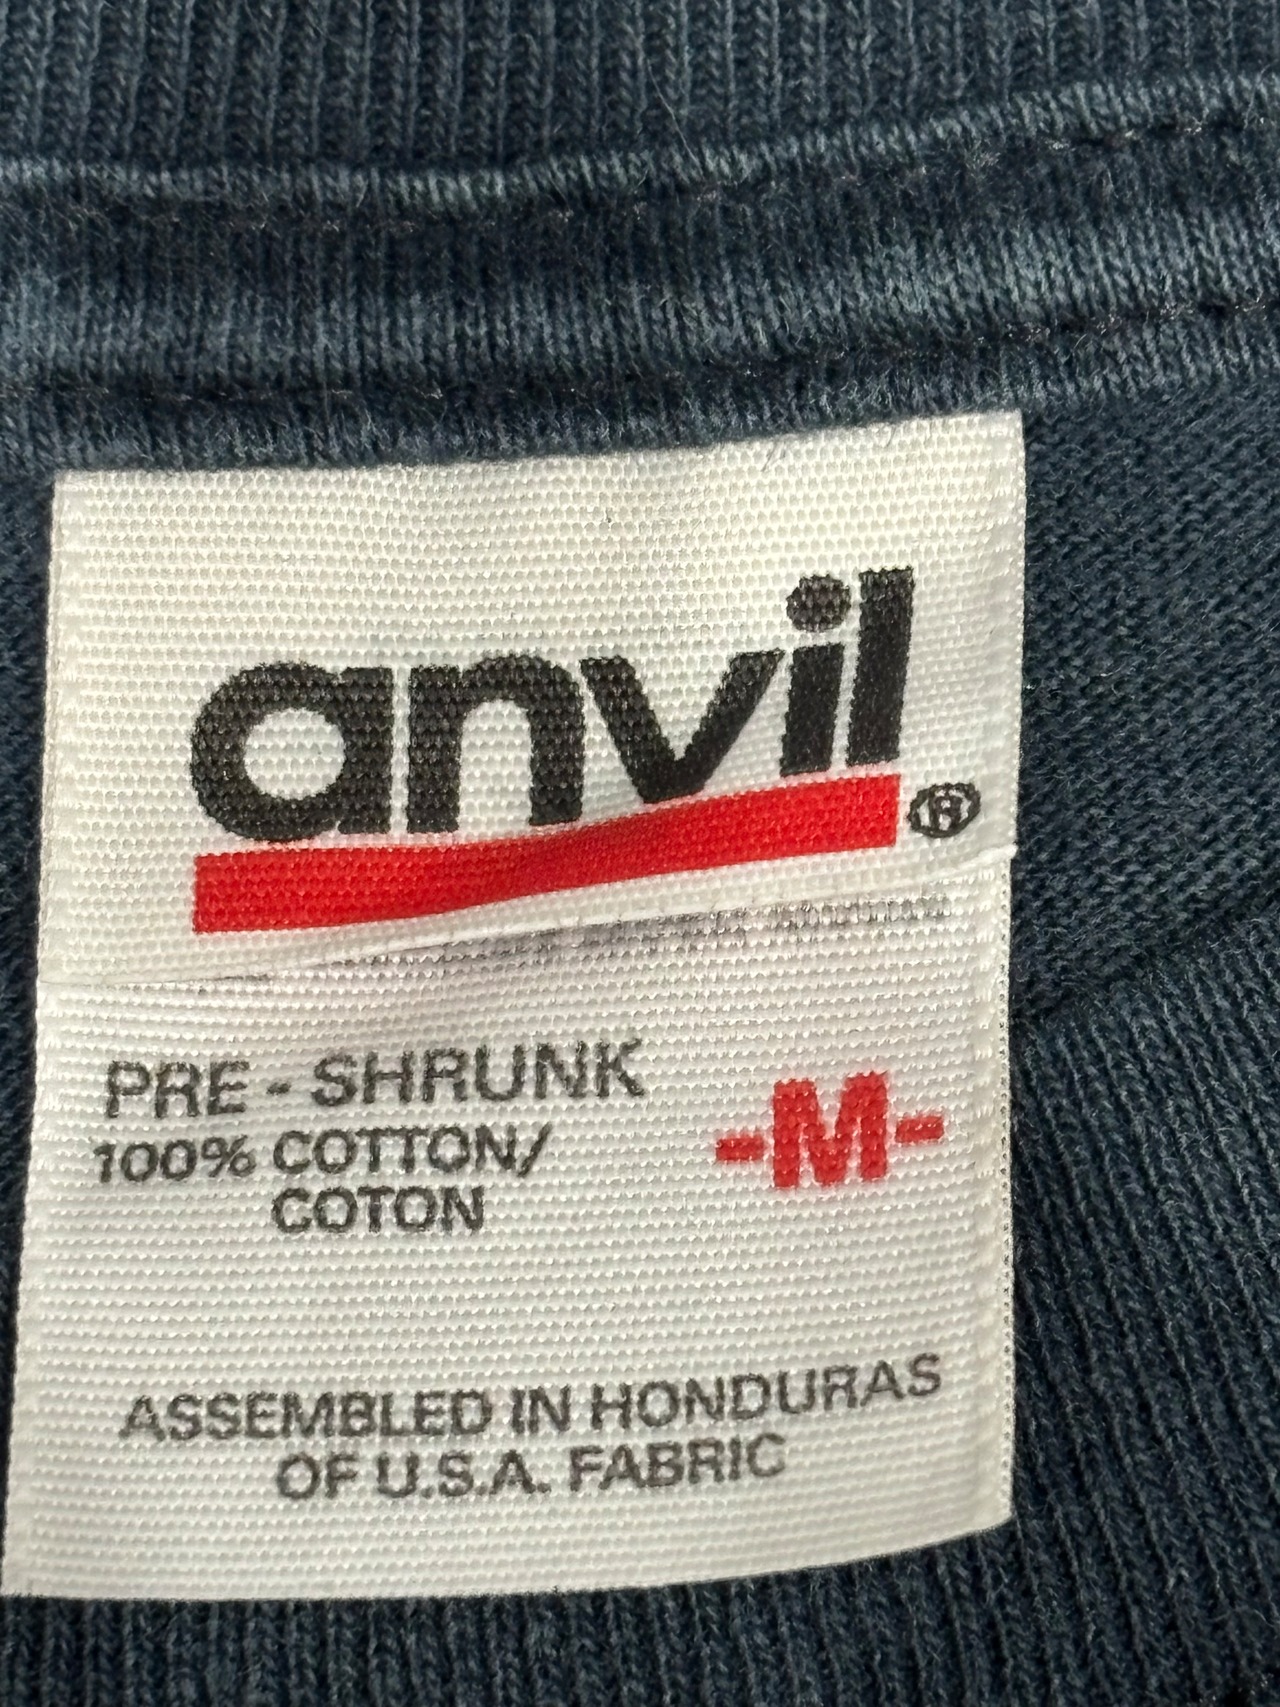 anvil®
PRE - SHRUNK
100% COTTON/
COTON
-M-
ASSEMBLED IN HONDURAS
OF U.S.A. FABRIC